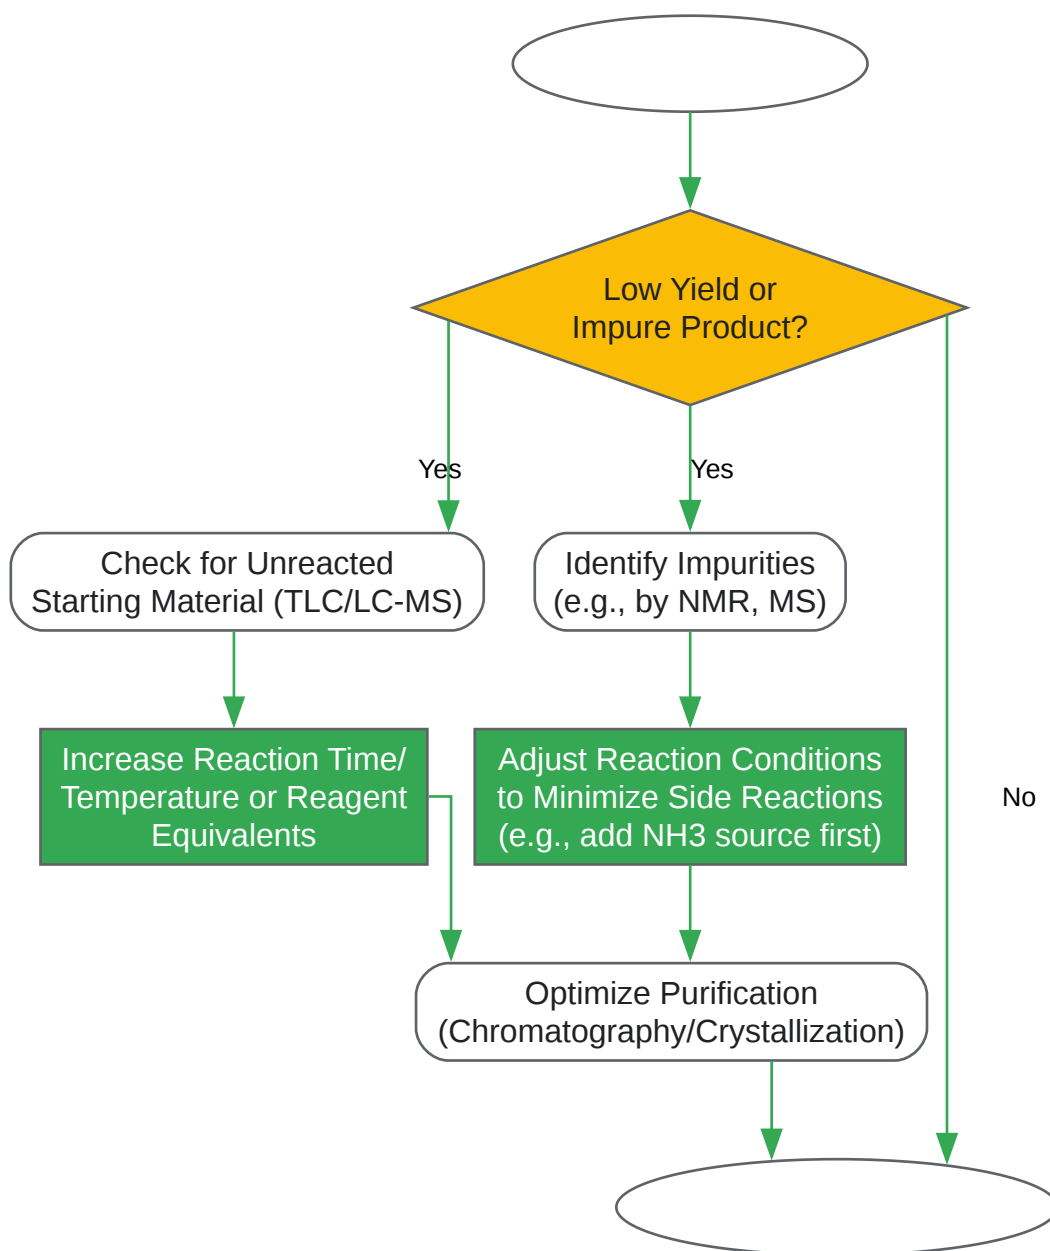 Low Yield or
Impure Product?
Yes
Yes
Check for Unreacted
Starting Material (TLC/LC-MS)
Identify Impurities
(e.g., by NMR, MS)
Increase Reaction Time/
Temperature or Reagent
Equivalents
Adjust Reaction Conditions
to Minimize Side Reactions
(e.g., add NH3 source first)
No
Optimize Purification
(Chromatography/Crystallization)